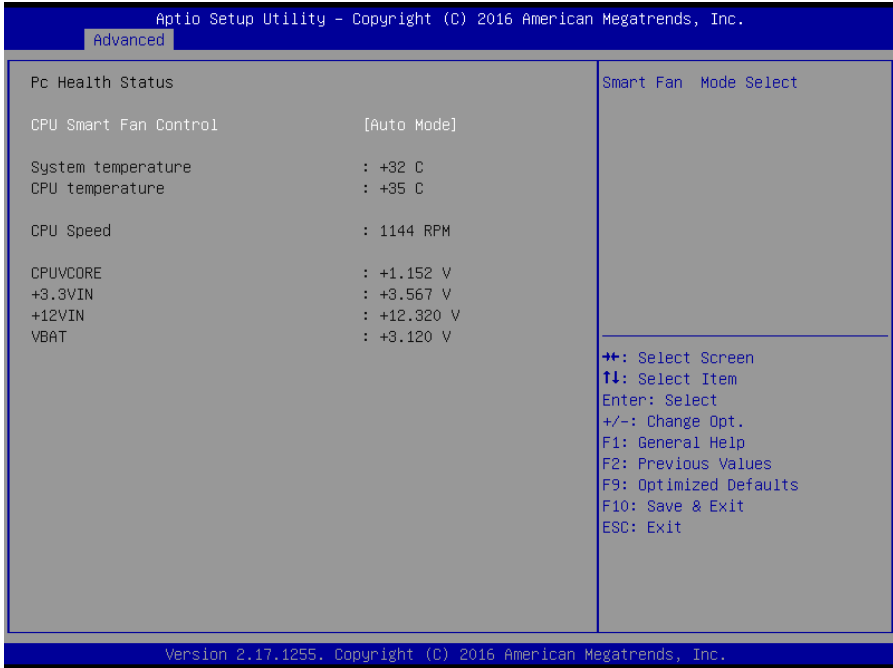 Aptio Setup Utility – Copyright (C) 2016 American Megatrends, Inc.
Advanced
Pc Health Status
CPU Smart Fan Control [Auto Mode]
System temperature : +32 C
CPU temperature : +35 C
CPU Speed : 1144 RPM
CPUVCORE : +1.152 V
+3.3VIN : +3.567 V
+12VIN : +12.320 V
VBAT : +3.120 V
Smart Fan Mode Select
→←: Select Screen
↑↓: Select Item
Enter: Select
+/-: Change Opt.
F1: General Help
F2: Previous Values
F9: Optimized Defaults
F10: Save & Exit
ESC: Exit
Version 2.17.1255. Copyright (C) 2016 American Megatrends, Inc.